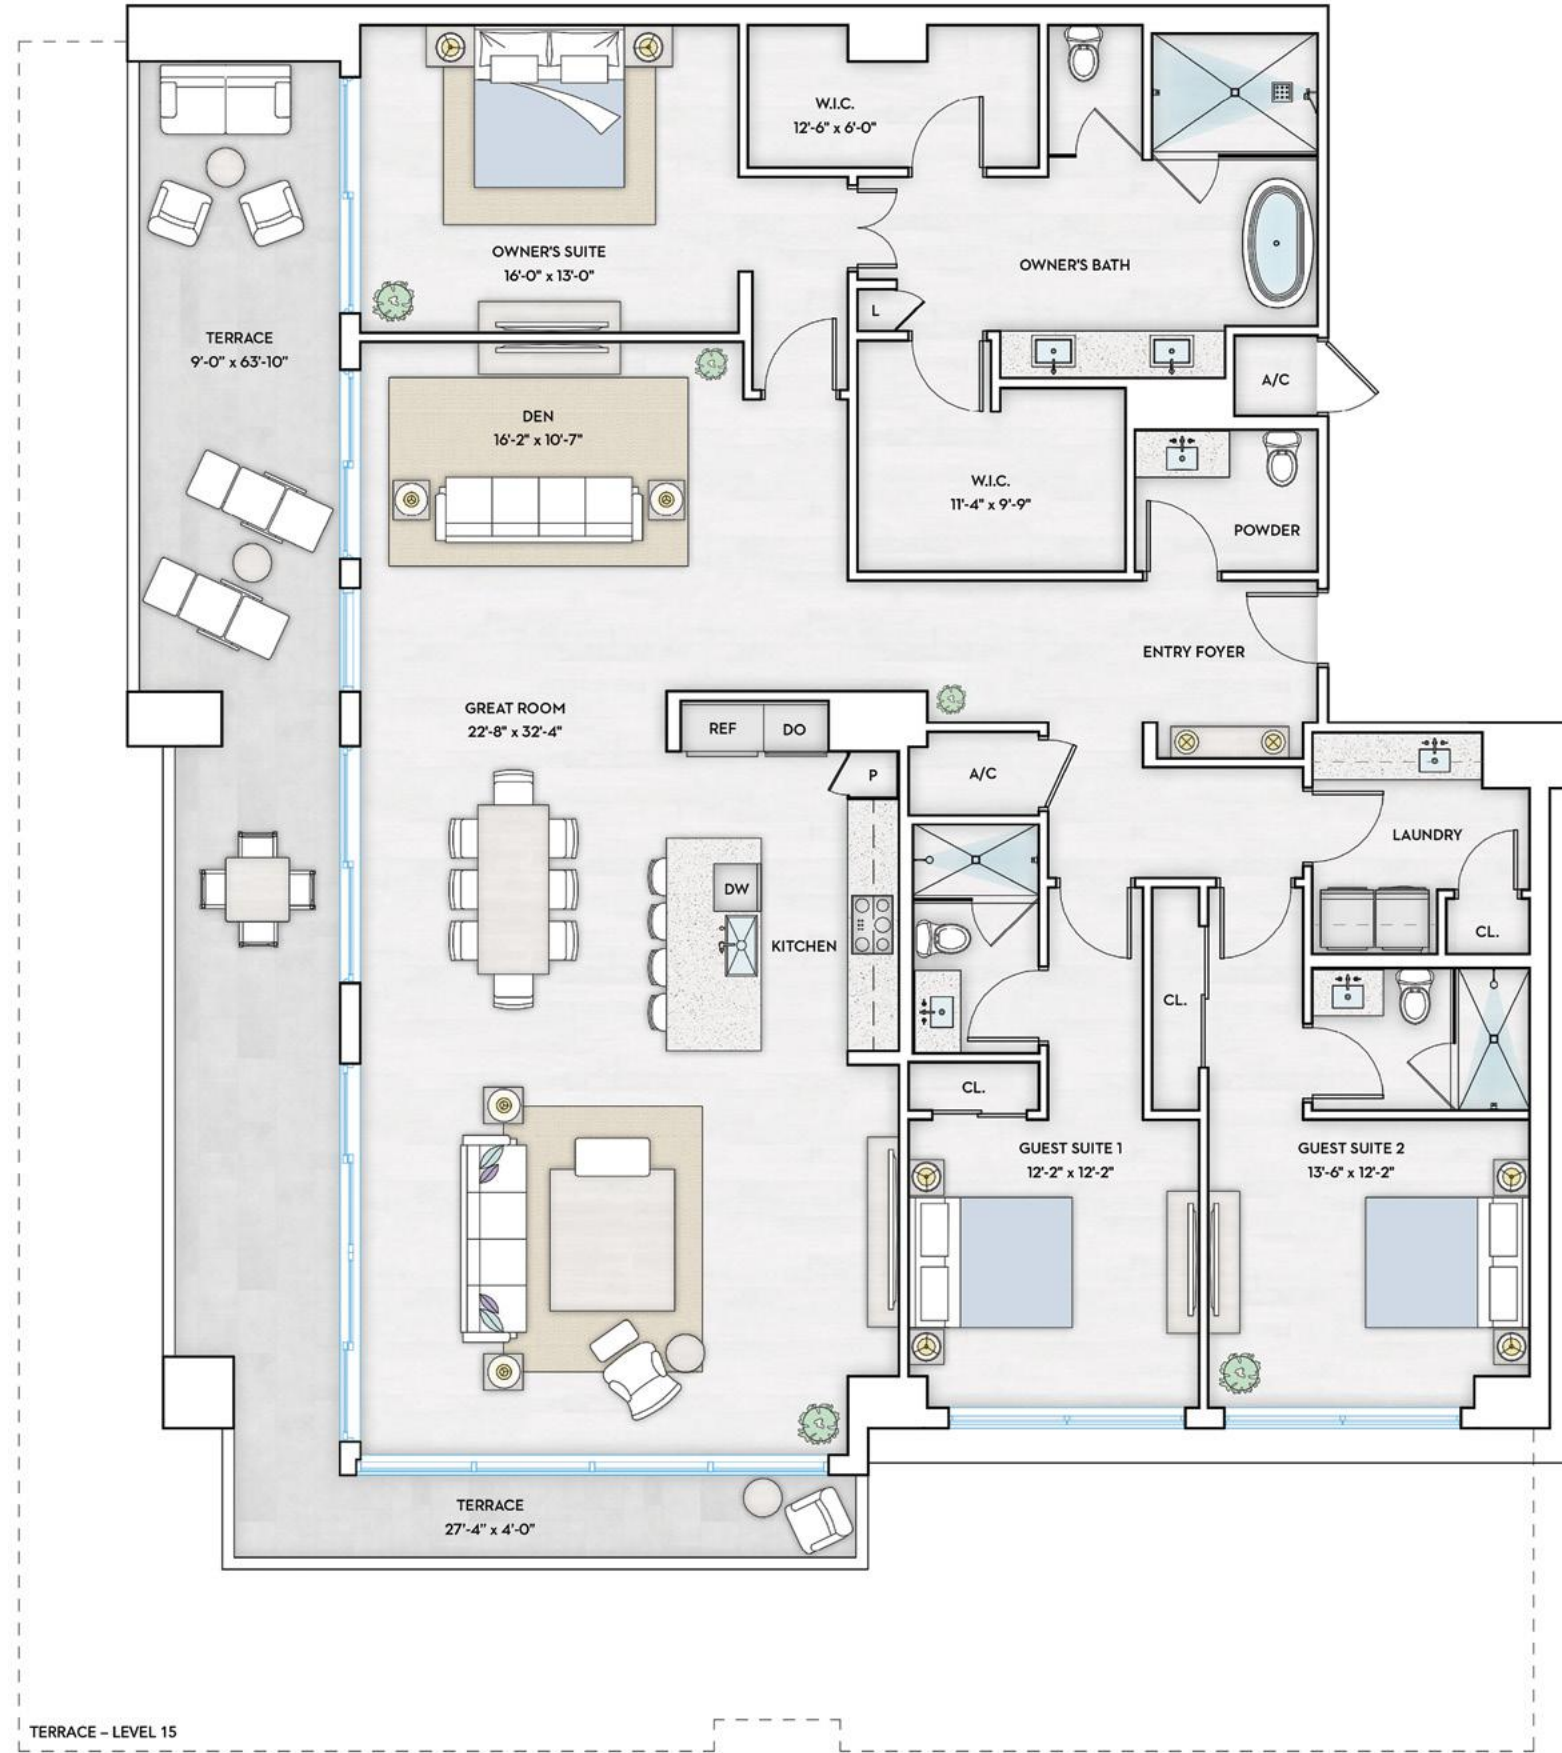 W.I.C.
12'-6" x 6'-0"
OWNER'S SUITE
16'-0" x 13'-0"
OWNER'S BATH
L
TERRACE
9'-0" x 63'-10"
A/C
DEN
16'-2" x 10'-7"
W.I.C.
11'-4" x 9'-9"
POWDER
ENTRY FOYER
GREAT ROOM
22'-8" x 32'-4"
REF
DO
A/C
P
LAUNDRY
DW
KITCHEN
CL.
CL.
CL.
GUEST SUITE 1
12'-2" x 12'-2"
GUEST SUITE 2
13'-6" x 12'-2"
TERRACE
27'-4" x 4'-0"
TERRACE – LEVEL 15